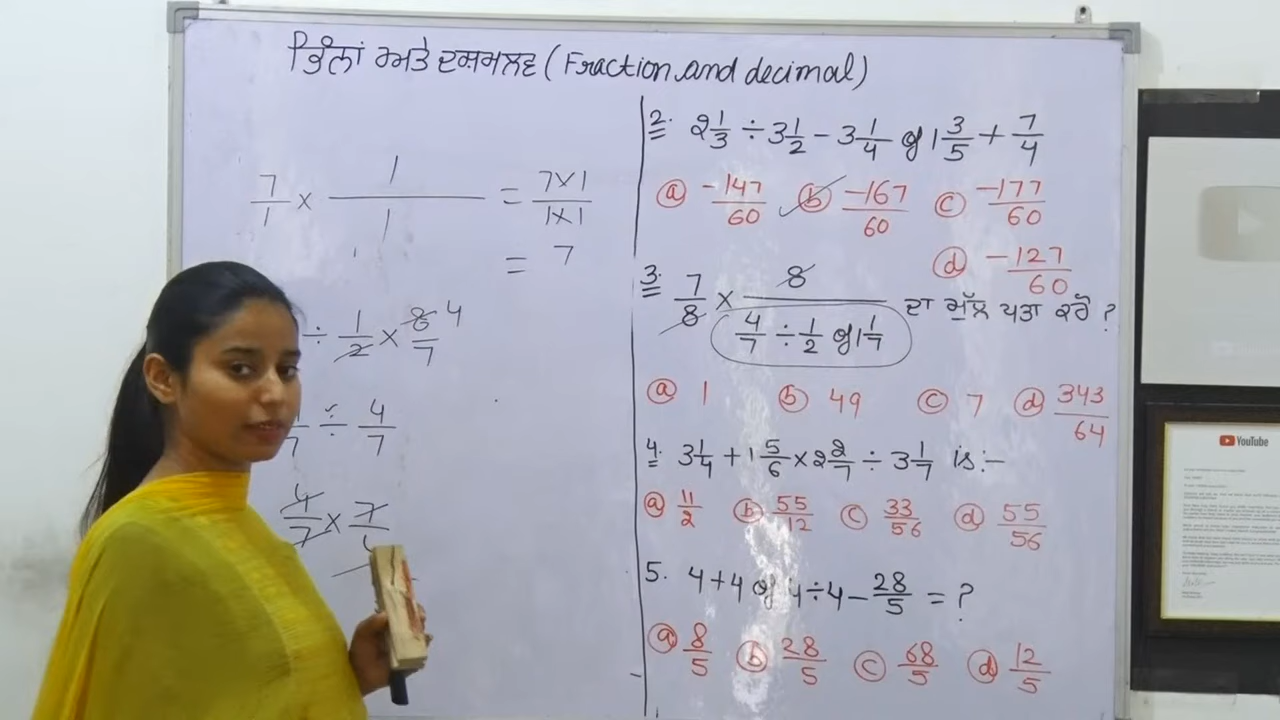 ਭਿੰਨਾਂ ਅਤੇ ਦਸ਼ਮਲਵ (Fraction and decimal)
7/1 × 1/1 = 7×1/1×1
= 7
÷ 1/2 × 8/7 4
÷ 4/7
4/7 × 7/
2. 2 1/3 ÷ 3 1/2 − 3 1/4 of 1 3/5 + 7/4
(a) −147/60 (b) −167/60 (c) −177/60
(d) −127/60
3. 7/8 × 8/(4/7 ÷ 1/2 of 1 1/7) ਦਾ ਮੁੱਲ ਪਤਾ ਕਰੋ ?
(a) 1 (b) 49 (c) 7 (d) 343/64
4. 3 1/4 + 1 5/6 × 2 2/7 ÷ 3 1/7 is:-
(a) 11/2 (b) 55/12 (c) 33/56 (d) 55/56
5. 4+4 of 4÷4 − 28/5 = ?
(a) 8/5 (b) 28/5 (c) 68/5 (d) 12/5
YouTube